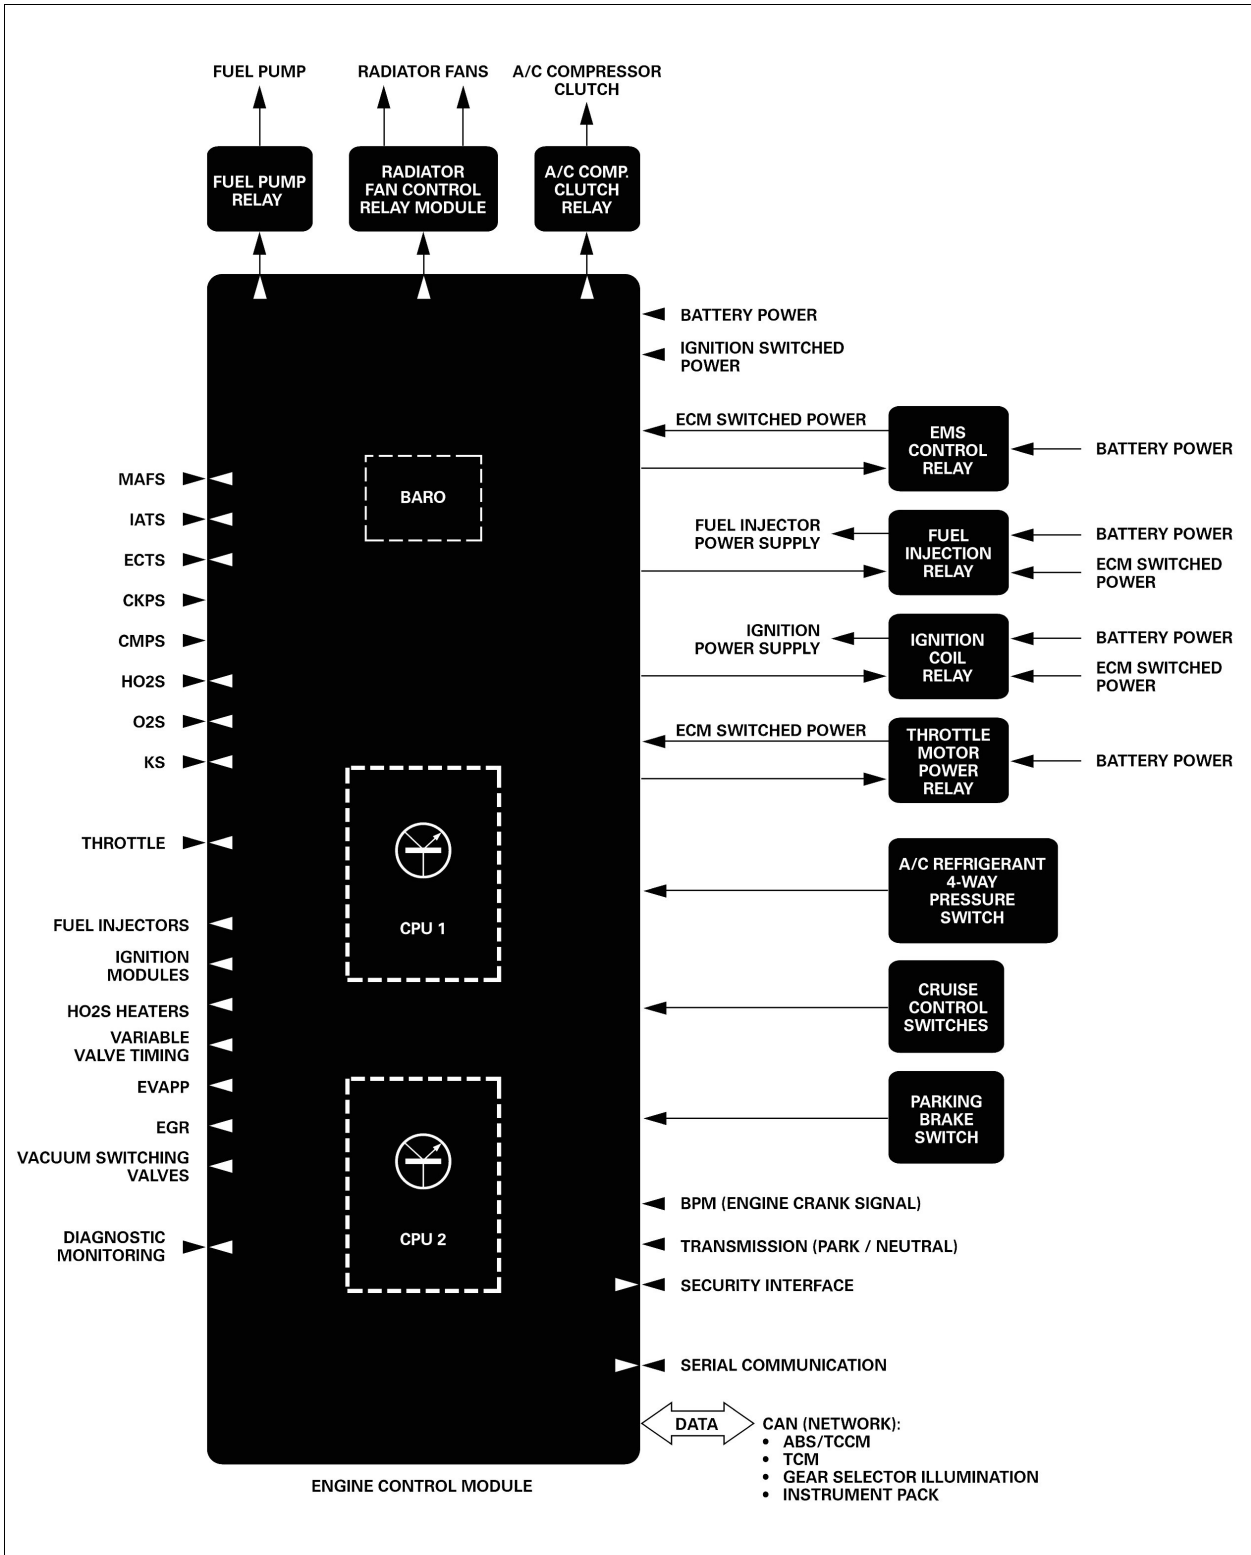 FUEL PUMP
RADIATOR FANS
A/C COMPRESSOR
CLUTCH
FUEL PUMP
RELAY
RADIATOR
FAN CONTROL
RELAY MODULE
A/C COMP.
CLUTCH
RELAY
BATTERY POWER
IGNITION SWITCHED
POWER
ECM SWITCHED POWER
EMS
CONTROL
RELAY
BATTERY POWER
MAFS
IATS
ECTS
CKPS
CMPS
HO2S
O2S
KS
BARO
FUEL INJECTOR
POWER SUPPLY
FUEL
INJECTION
RELAY
BATTERY POWER
ECM SWITCHED
POWER
IGNITION
POWER SUPPLY
IGNITION
COIL
RELAY
BATTERY POWER
ECM SWITCHED
POWER
ECM SWITCHED POWER
THROTTLE
MOTOR
POWER
RELAY
BATTERY POWER
THROTTLE
FUEL INJECTORS
IGNITION
MODULES
HO2S HEATERS
VARIABLE
VALVE TIMING
EVAPP
EGR
VACUUM SWITCHING
VALVES
DIAGNOSTIC
MONITORING
CPU 1
CPU 2
A/C REFRIGERANT
4-WAY
PRESSURE
SWITCH
CRUISE
CONTROL
SWITCHES
PARKING
BRAKE
SWITCH
BPM (ENGINE CRANK SIGNAL)
TRANSMISSION (PARK / NEUTRAL)
SECURITY INTERFACE
SERIAL COMMUNICATION
DATA
CAN (NETWORK):
• ABS/TCCM
• TCM
• GEAR SELECTOR ILLUMINATION
• INSTRUMENT PACK
ENGINE CONTROL MODULE